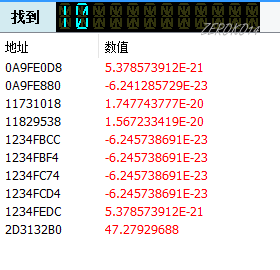 找到 10
ZEROKO14
地址 数值
0A9FE0D8 5.378573912E-21
0A9FE880 -6.241285729E-23
11731018 1.747743777E-20
11829538 1.567233419E-20
1234FBCC -6.245738691E-23
1234FBF4 -6.245738691E-23
1234FC74 -6.245738691E-23
1234FCD4 -6.245738691E-23
1234FEDC 5.378573912E-21
2D3132B0 47.27929688